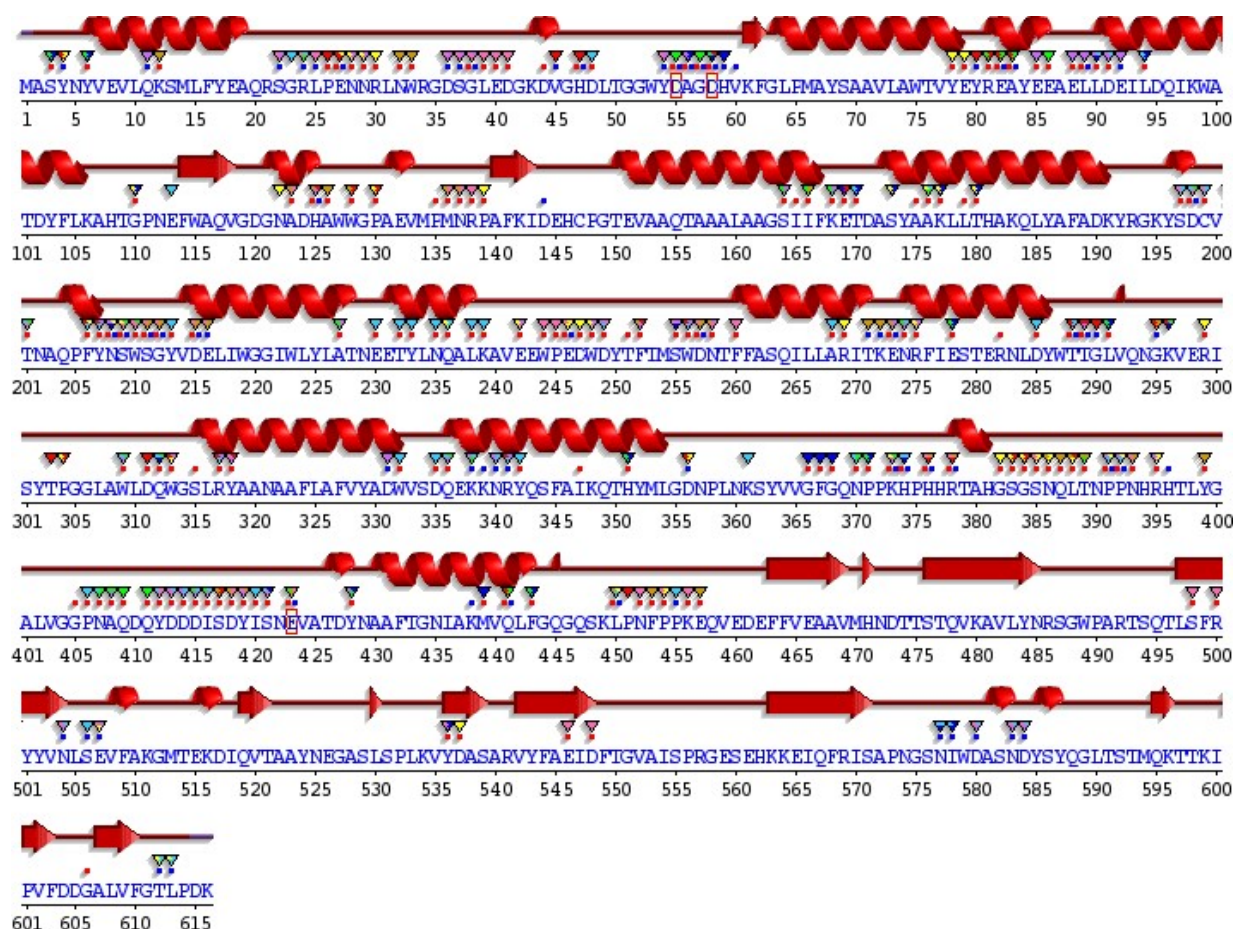 MASYNYVEVLQKSMLFYEAQRSGRLPENNRLNWRGDSGLEDGKDVGHDLTGGWYDAGDHVKFGLPMAYSAAVLAWTVYEYREAYEEAELLDEILDQIKWA
1 5 10 15 20 25 30 35 40 45 50 55 60 65 70 75 80 85 90 95 100
TDYFLKAHTGPNEFWAQVGDGNADHAWWGPAEVMPMNRPAFKIDEHCPGTEVAAQTAAALAAGSIIFKETDASYAAKLLTHAKQLYAFADKYRGKYSDCV
101 105 110 115 120 125 130 135 140 145 150 155 160 165 170 175 180 185 190 195 200
TNAQPFYNSWSGYVDELIWGGIWLYLATNEETYLNQALKAVEEWPEDWDYTFTMSWDNTFFASQILLARITKENRFIESTERNLDYWTTGLVQNGKVERI
201 205 210 215 220 225 230 235 240 245 250 255 260 265 270 275 280 285 290 295 300
SYTPGGLAWLDQWGSLRYAANAAFLAFVYADWVSDQEKKNRYQSFAIKQTHYMLGDNPLNKSYVVGFGQNPPKHPHHRTAHGSGSNQLTNPPNHRHTLYG
301 305 310 315 320 325 330 335 340 345 350 355 360 365 370 375 380 385 390 395 400
ALVGGPNAQDQYDDDISDYISNEVATDYNAAFTGNIAKMVQLFGQGQSKLPNFPPKEQVEDEFFVEAAVMHNDTTSTQVKAVLYNRSGWPARTSQTLSFR
401 405 410 415 420 425 430 435 440 445 450 455 460 465 470 475 480 485 490 495 500
YYVNLSEVFAKGMTEKDIQVTAAYNEGASLSPLKVYDASARVYFAEIDFTGVAISPRGESEHKKEIQFRISAPNGSNIWDASNDYSYQGLTSTMQKTTKI
501 505 510 515 520 525 530 535 540 545 550 555 560 565 570 575 580 585 590 595 600
PVFDDGALVFGTLPDK
601 605 610 615